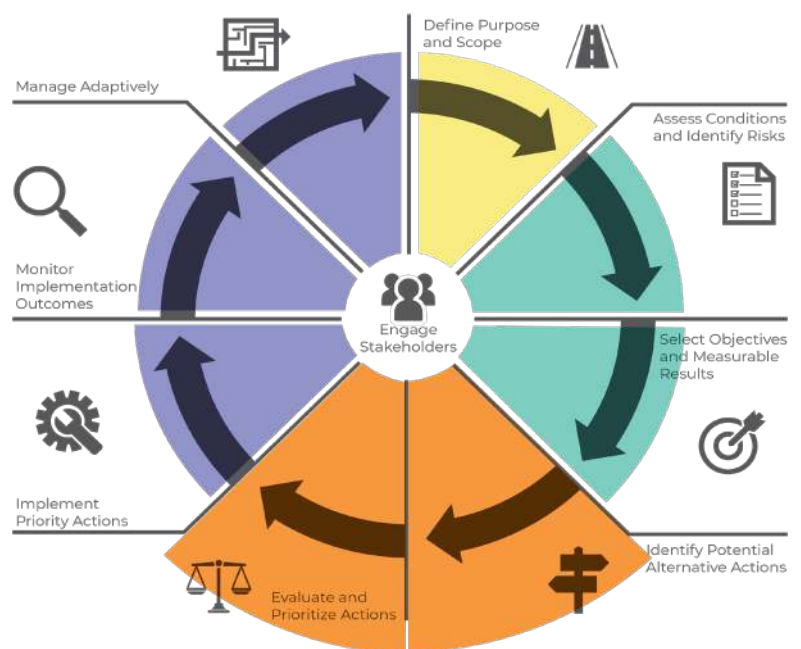 Define Purpose
and Scope
Assess Conditions
and Identify Risks
Select Objectives
and Measurable
Results
Identify Potential
Alternative Actions
Evaluate and
Prioritize Actions
Implement
Priority Actions
Monitor
Implementation
Outcomes
Manage Adaptively
Engage
Stakeholders